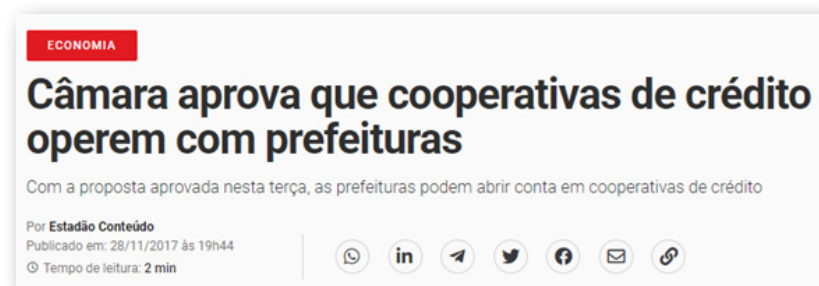 ECONOMIA
Câmara aprova que cooperativas de crédito
operem com prefeituras
Com a proposta aprovada nesta terça, as prefeituras podem abrir conta em cooperativas de crédito
Por Estadão Conteúdo
Publicado em: 28/11/2017 às 19h44
Tempo de leitura: 2 min